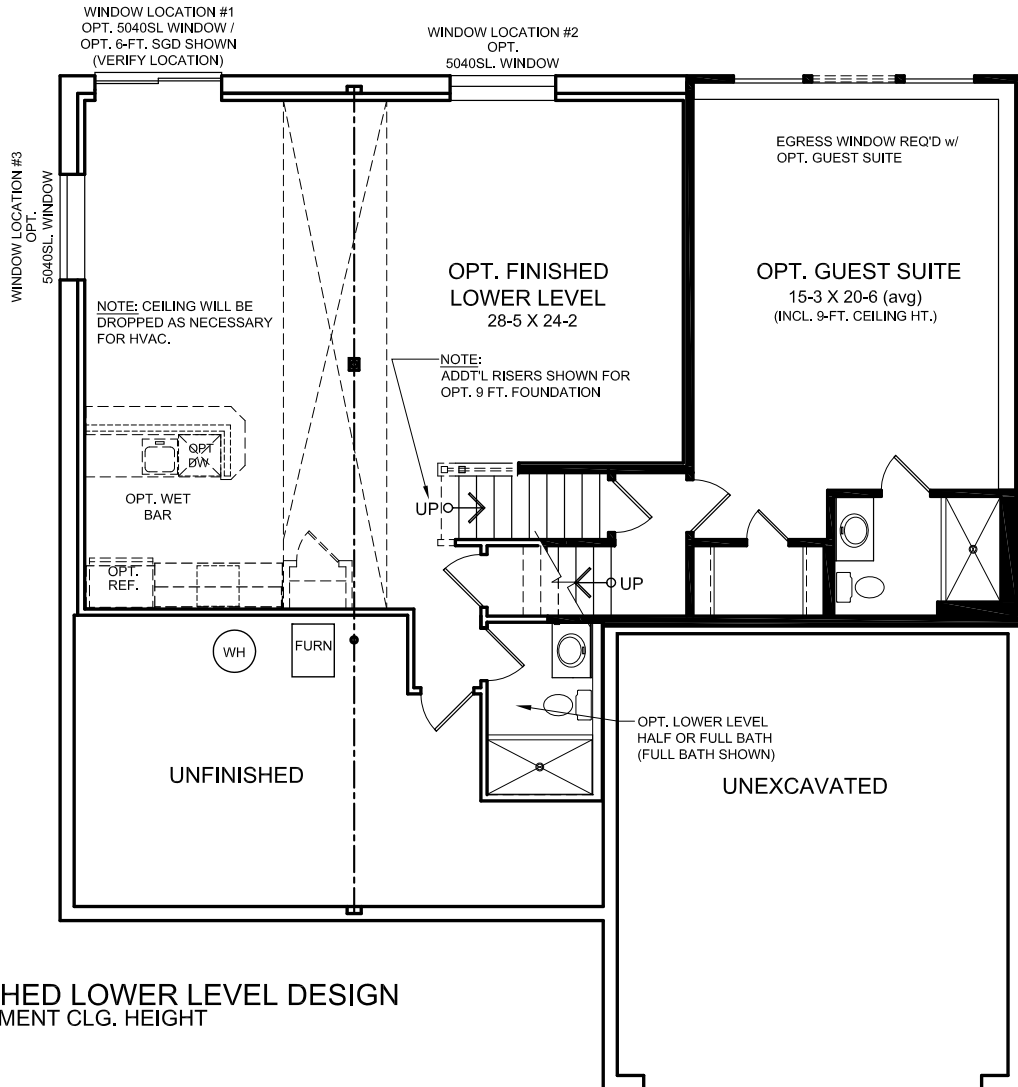 WINDOW LOCATION #1
OPT. 5040SL WINDOW /
OPT. 6-FT. SGD SHOWN
(VERIFY LOCATION)
WINDOW LOCATION #2
OPT.
5040SL. WINDOW
WINDOW LOCATION #3
OPT.
5040SL. WINDOW
EGRESS WINDOW REQ'D w/
OPT. GUEST SUITE
OPT. FINISHED
LOWER LEVEL
28-5 X 24-2
OPT. GUEST SUITE
15-3 X 20-6 (avg)
(INCL. 9-FT. CEILING HT.)
NOTE: CEILING WILL BE
DROPPED AS NECESSARY
FOR HVAC.
NOTE:
ADDT'L RISERS SHOWN FOR
OPT. 9 FT. FOUNDATION
OPT
DW
OPT. WET
BAR
UP
UP
OPT.
REF.
WH
FURN
OPT. LOWER LEVEL
HALF OR FULL BATH
(FULL BATH SHOWN)
UNFINISHED
UNEXCAVATED
HED LOWER LEVEL DESIGN
MENT CLG. HEIGHT